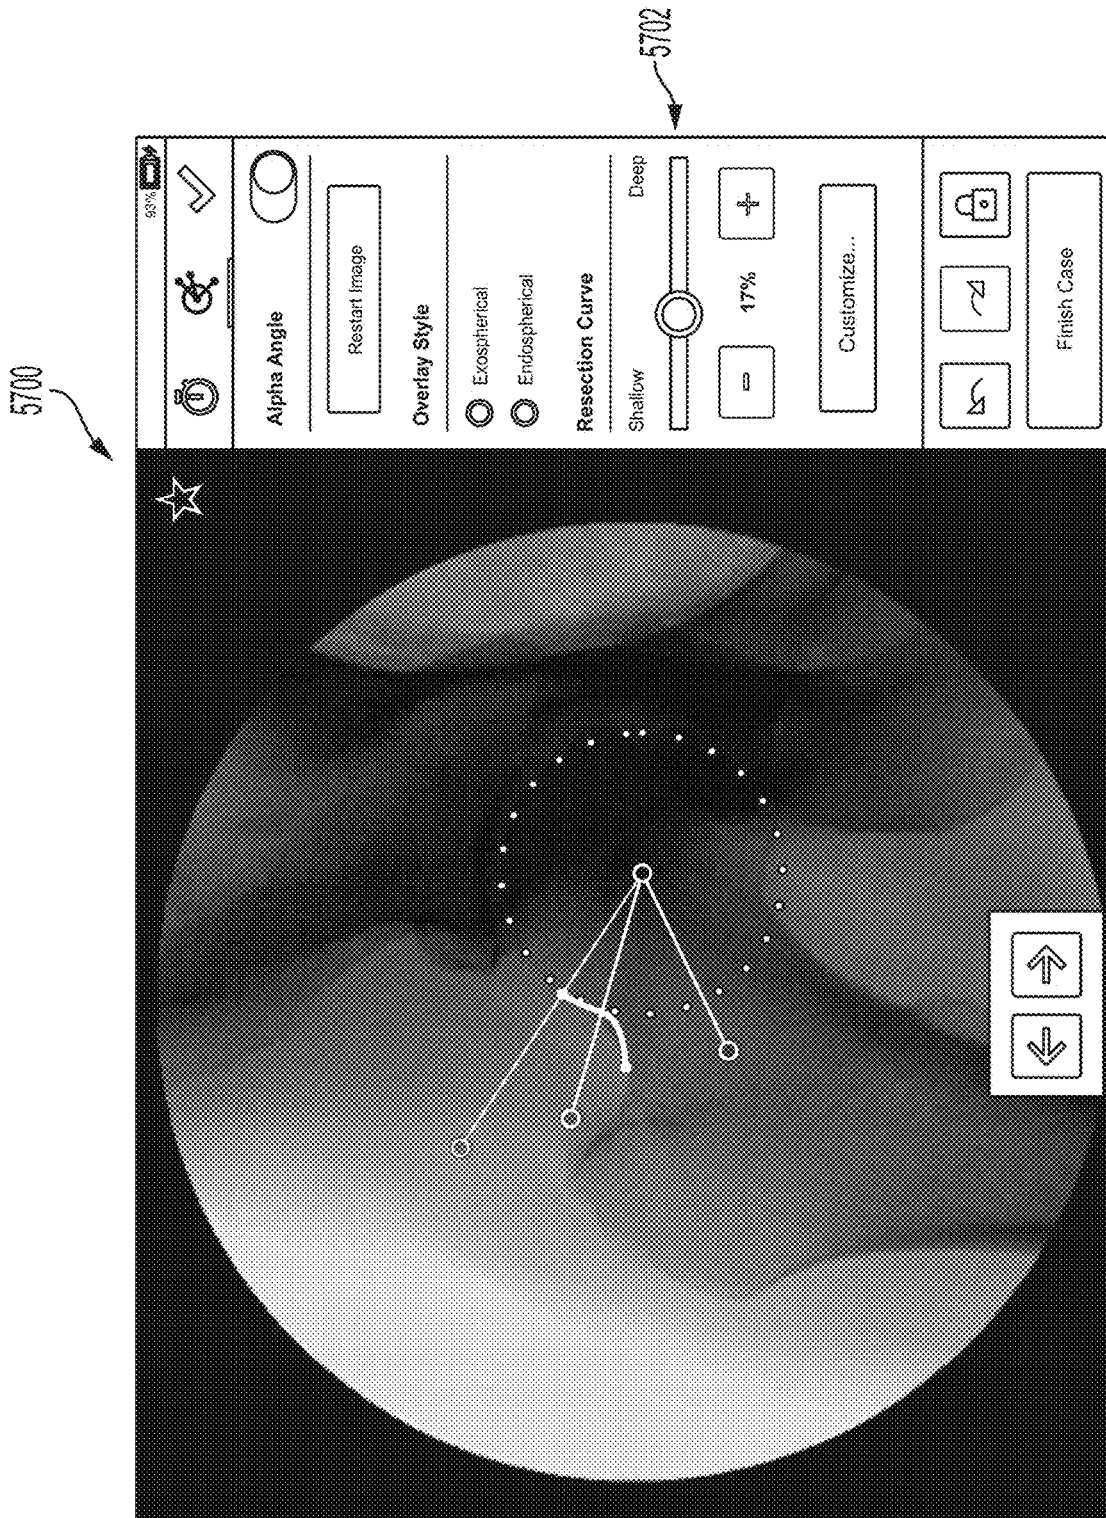 5700
5702
93%
Alpha Angle
Restart Image
Overlay Style
Exospherical
Endospherical
Resection Curve
Shallow Deep
- 17% +
Customize...
Finish Case